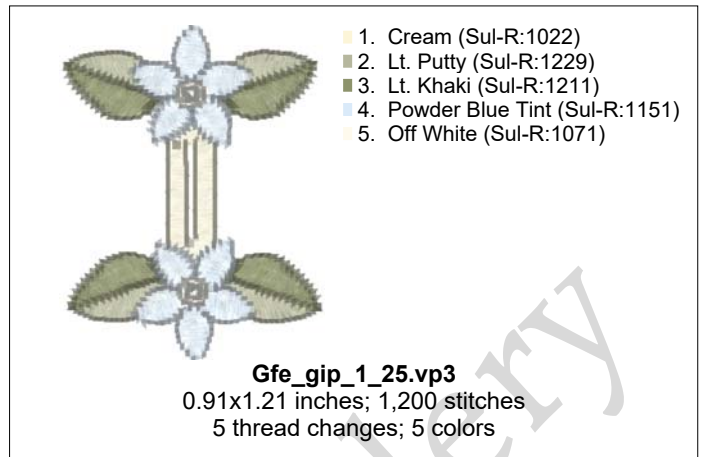 1. Cream (Sul-R:1022)
2. Lt. Putty (Sul-R:1229)
3. Lt. Khaki (Sul-R:1211)
4. Powder Blue Tint (Sul-R:1151)
5. Off White (Sul-R:1071)
Gfe_gip_1_25.vp3
0.91x1.21 inches; 1,200 stitches
5 thread changes; 5 colors